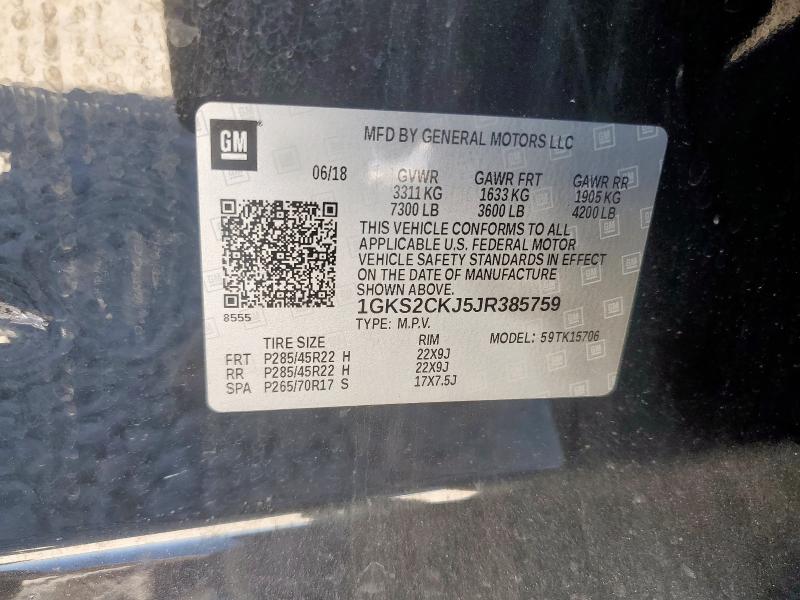 GM
MFD BY GENERAL MOTORS LLC
06/18 GVWR GAWR FRT GAWR RR
3311 KG 1633 KG 1905 KG
7300 LB 3600 LB 4200 LB
THIS VEHICLE CONFORMS TO ALL
APPLICABLE U.S. FEDERAL MOTOR
VEHICLE SAFETY STANDARDS IN EFFECT
ON THE DATE OF MANUFACTURE
SHOWN ABOVE.
1GKS2CKJ5JR385759
8555
TYPE: M.P.V. MODEL: 59TK15706
TIRE SIZE RIM
FRT P285/45R22 H 22X9J
RR P285/45R22 H 22X9J
SPA P265/70R17 S 17X7.5J